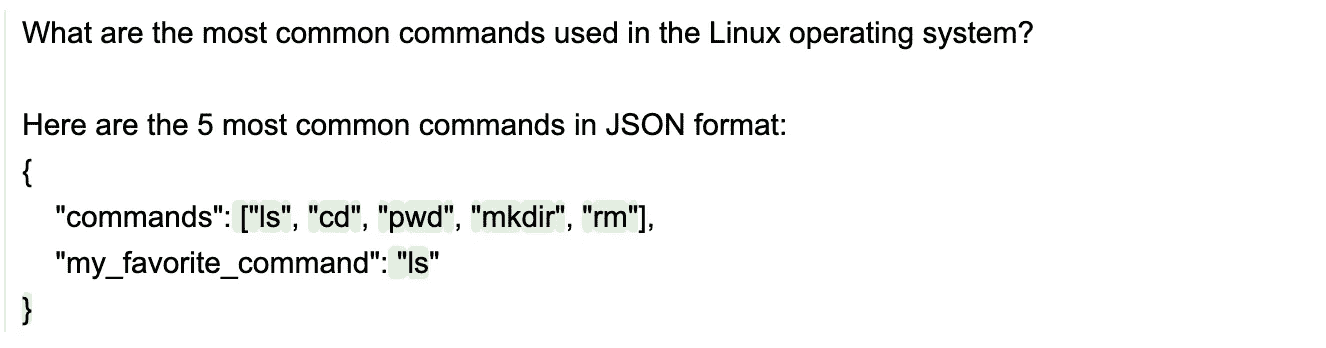 What are the most common commands used in the Linux operating system?
Here are the 5 most common commands in JSON format:
{
"commands": ["ls", "cd", "pwd", "mkdir", "rm"],
"my_favorite_command": "ls"
}